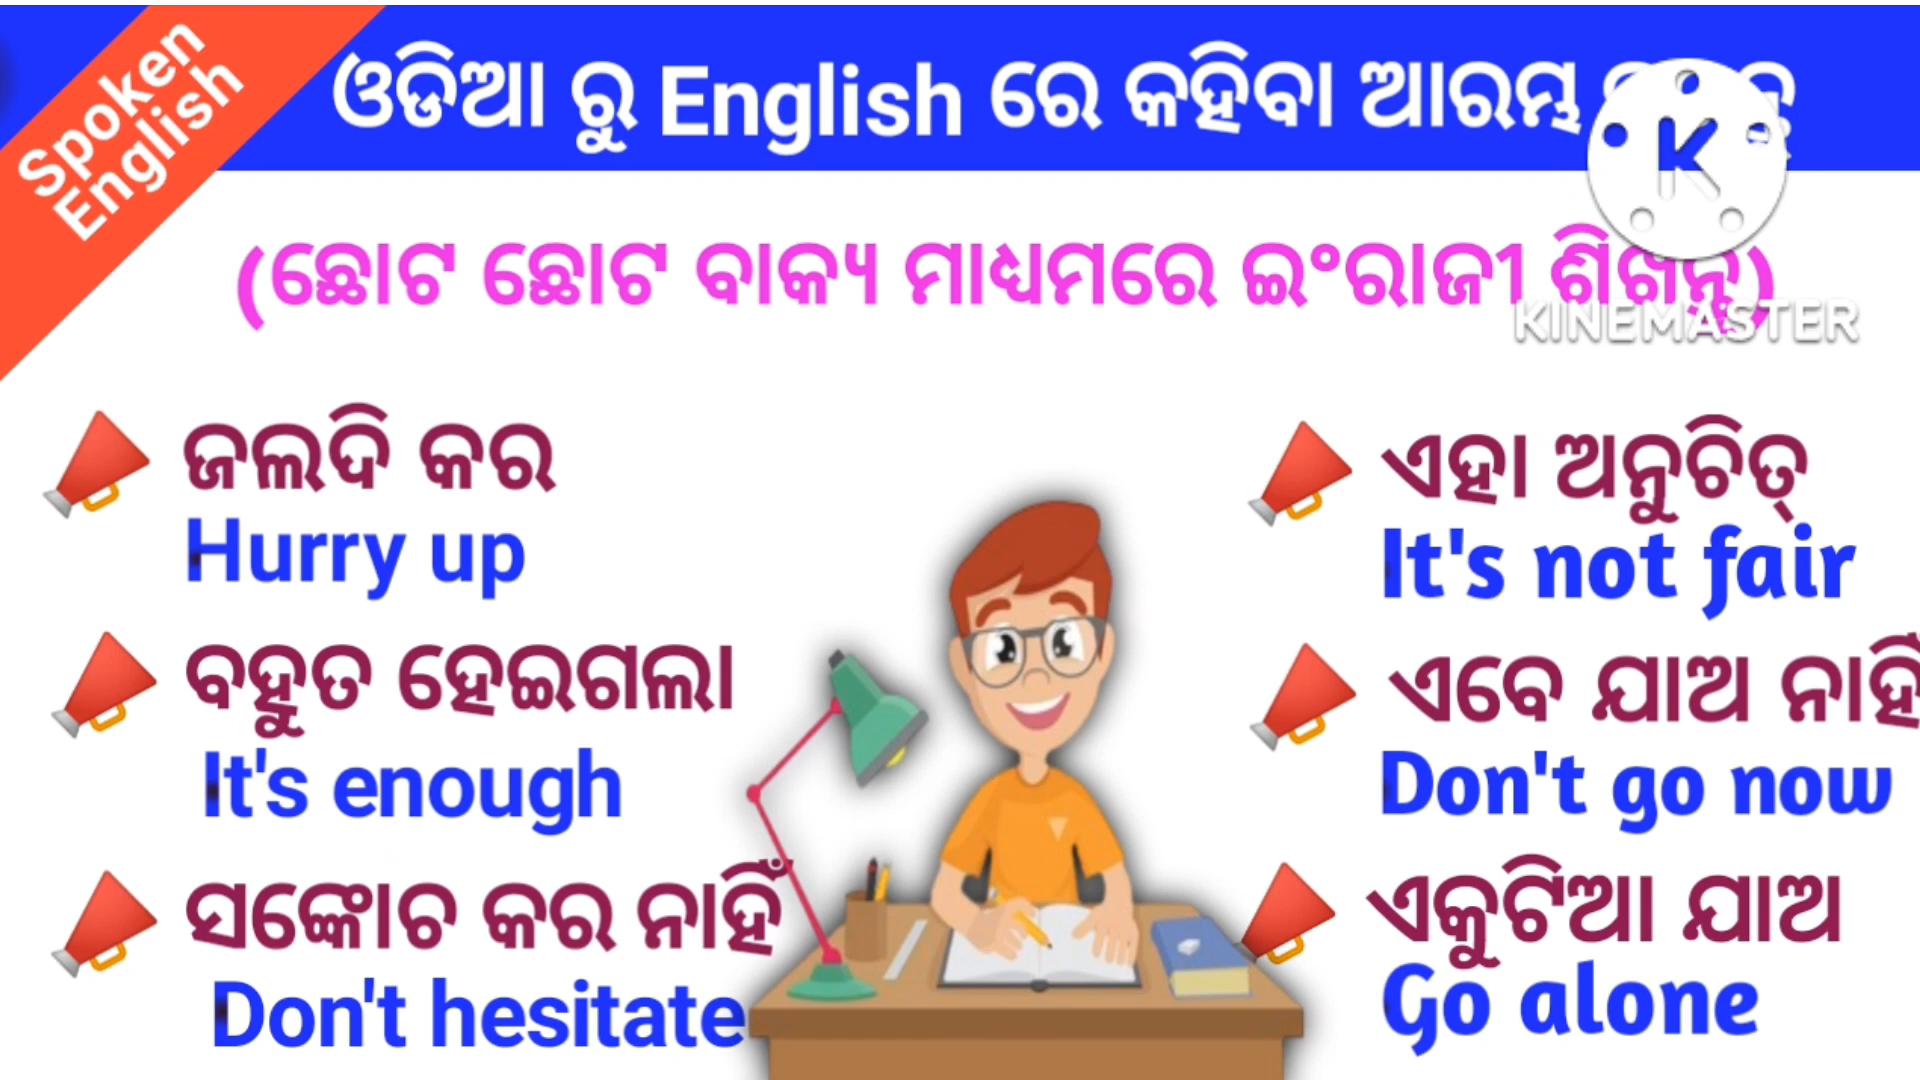 Spoken
English
ଓଡିଆ ରୁ English ରେ କହିବା ଆରମ୍ଭ
(ଛୋଟ ଛୋଟ ବାକ୍ୟ ମାଧ୍ୟମରେ ଇଂରାଜୀ ଶିଖନ୍ତୁ)
KINEMASTER
ଜଲଦି କର
Hurry up
ବହୁତ ହେଇଗଲା
It's enough
ସଙ୍କୋଚ କର ନାହିଁ
Don't hesitate
ଏହା ଅନୁଚିତ୍
It's not fair
ଏବେ ଯାଅ ନାହିଁ
Don't go now
ଏକୁଟିଆ ଯାଅ
Go alone